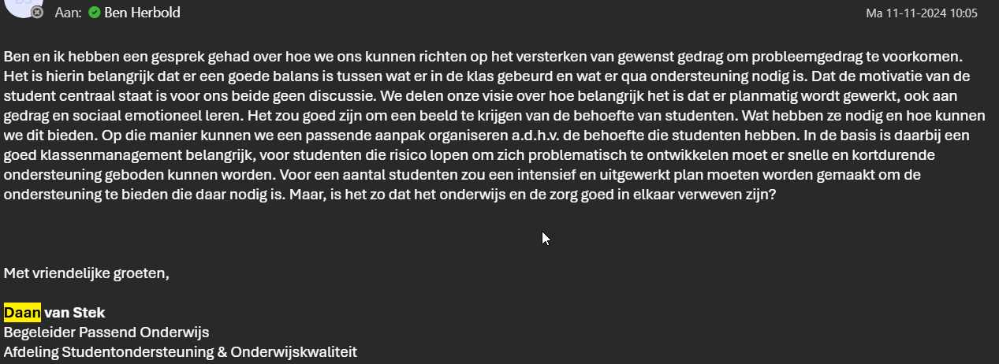 Aan: Ben Herbold
Ma 11-11-2024 10:05
Ben en ik hebben een gesprek gehad over hoe we ons kunnen richten op het versterken van gewenst gedrag om probleemgedrag te voorkomen.
Het is hierin belangrijk dat er een goede balans is tussen wat er in de klas gebeurd en wat er qua ondersteuning nodig is. Dat de motivatie van de
student centraal staat is voor ons beide geen discussie. We delen onze visie over hoe belangrijk het is dat er planmatig wordt gewerkt, ook aan
gedrag en sociaal emotioneel leren. Het zou goed zijn om een beeld te krijgen van de behoefte van studenten. Wat hebben ze nodig en hoe kunnen
we dit bieden. Op die manier kunnen we een passende aanpak organiseren a.d.h.v. de behoefte die studenten hebben. In de basis is daarbij een
goed klassenmanagement belangrijk, voor studenten die risico lopen om zich problematisch te ontwikkelen moet er snelle en kortdurende
ondersteuning geboden kunnen worden. Voor een aantal studenten zou een intensief en uitgewerkt plan moeten worden gemaakt om de
ondersteuning te bieden die daar nodig is. Maar, is het zo dat het onderwijs en de zorg goed in elkaar verweven zijn?
Met vriendelijke groeten,
Daan van Stek
Begeleider Passend Onderwijs
Afdeling Studentondersteuning & Onderwijskwaliteit